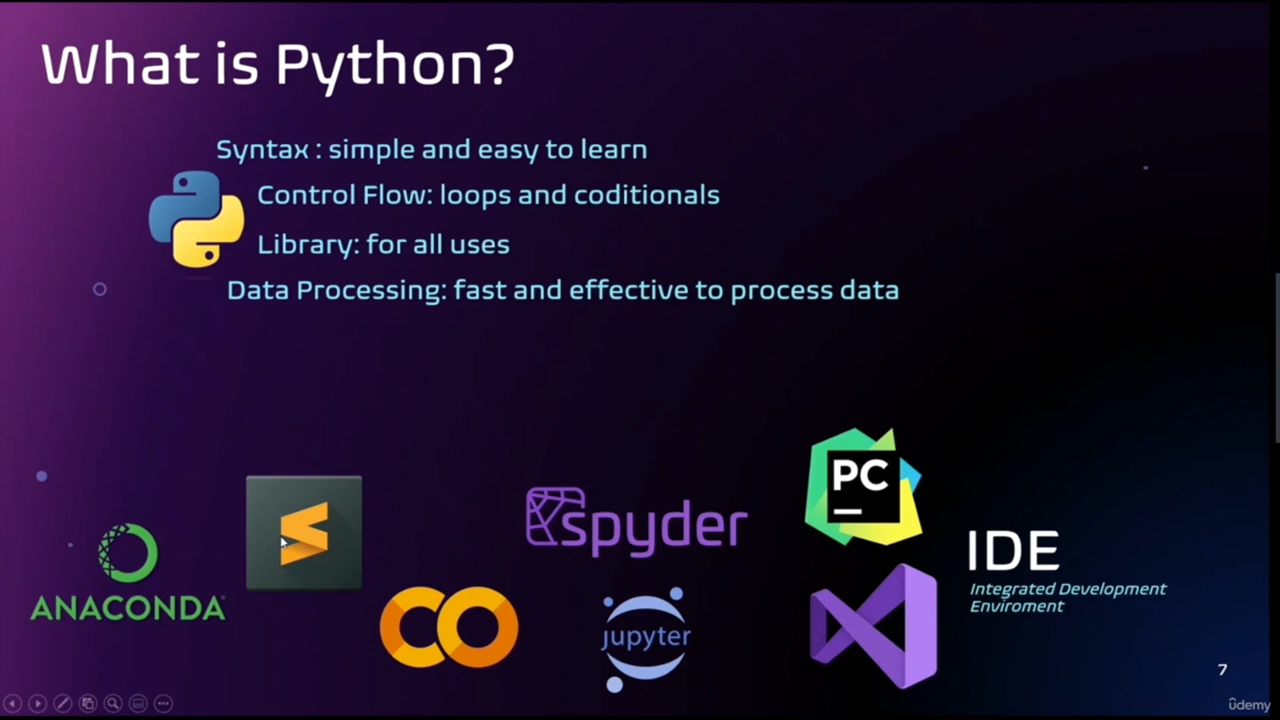 What is Python?
Syntax : simple and easy to learn
Control Flow: loops and coditionals
Library: for all uses
Data Processing: fast and effective to process data
PC
spyder
IDE
ANACONDA
Integrated Development
Enviroment
jupyter
7
ûdemy